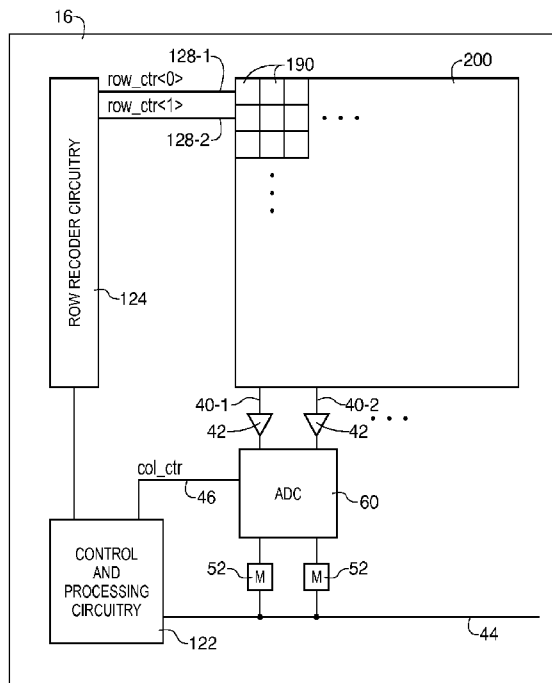 16
row_ctr<0>
128-1
190
200
row_ctr<1>
128-2
ROW RECODER CIRCUITRY
124
40-1
40-2
42
42
col_ctr
46
ADC
60
CONTROL
AND
PROCESSING
CIRCUITRY
52
M
M
52
122
44